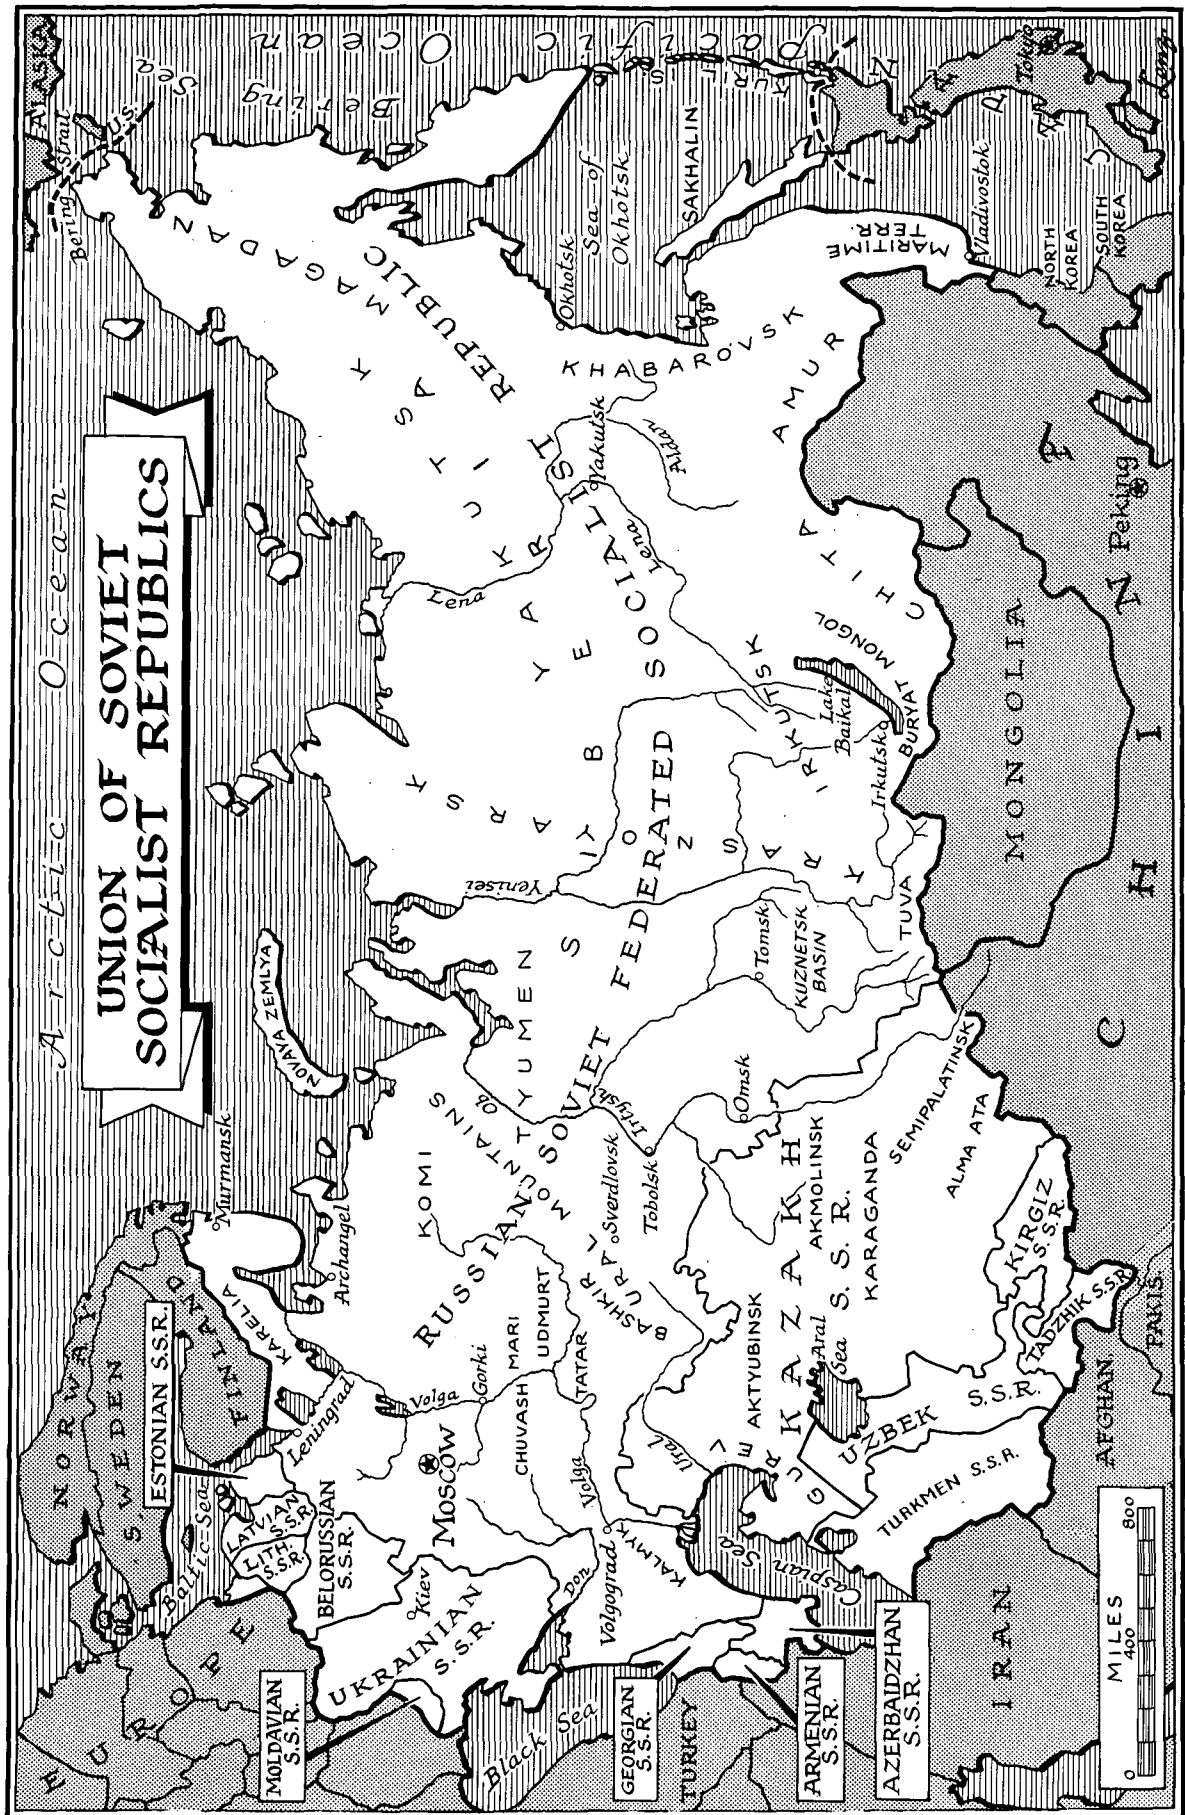 UNION OF SOVIET
SOCIALIST REPUBLICS
Arctic Ocean
ALASKA
Bering Strait
U.S.
Bering Sea
Pacific Ocean
NORWAY
SWEDEN
FINLAND
ESTONIAN S.S.R.
Baltic Sea
LATVIAN
S.S.R.
LITH.
S.S.R.
BELORUSSIAN
S.S.R.
EUROPE
MOLDAVIAN
S.S.R.
UKRAINIAN
S.S.R.
Kiev
Black Sea
Murmansk
KARELIA
Leningrad
Archangel
NOVAYA ZEMLYA
MOSCOW
Volga
Gorki
CHUVASH
MARI
UDMURT
TATAR
BASHKIR
KOMI
URAL MOUNTAINS
Sverdlovsk
Tobolsk
Irtysh
Ob
TYUMEN
Omsk
Tomsk
KUZNETSK
BASIN
RUSSIAN SOVIET FEDERATED SOCIALIST REPUBLIC
SIBERIYA
KRASNOYARSK
Yenisei
Lena
Lena
YAKUTSK
Yakutsk
Aldan
MAGADAN
Okhotsk
Sea of
Okhotsk
KHABAROVSK
SAKHALIN
KURIL IS.
AMUR
MARITIME
TERR.
Vladivostok
CHITA
BURYAT MONGOL
Lake
Baikal
IRKUTSK
Irkutsk
TUVA
Don
Volga
Volgograd
KALMYK
Ural
Caspian Sea
GURIEL
AKTYUBINSK
Aral
Sea
KAZAKH
S.S.R.
AKMOLINSK
KARAGANDA
SEMIPALATINSK
ALMA ATA
KIRGIZ
S.S.R.
TADZHIK S.S.R.
UZBEK S.S.R.
TURKMEN S.S.R.
GEORGIAN
S.S.R.
ARMENIAN
S.S.R.
AZERBAIDZHAN
S.S.R.
TURKEY
IRAN
AFGHAN.
PAKIS.
MONGOLIA
CHINA
Peking
NORTH
KOREA
SOUTH
KOREA
JAPAN
Tokyo
Lenz
MILES
0 400 800